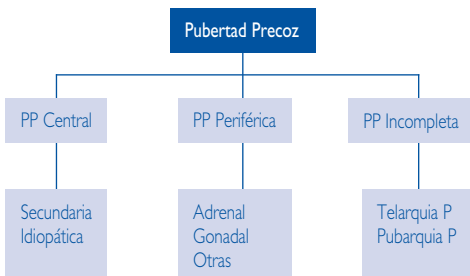 Pubertad Precoz
PP Central
PP Periférica
PP Incompleta
Secundaria
Idiopática
Adrenal
Gonadal
Otras
Telarquia P
Pubarquia P